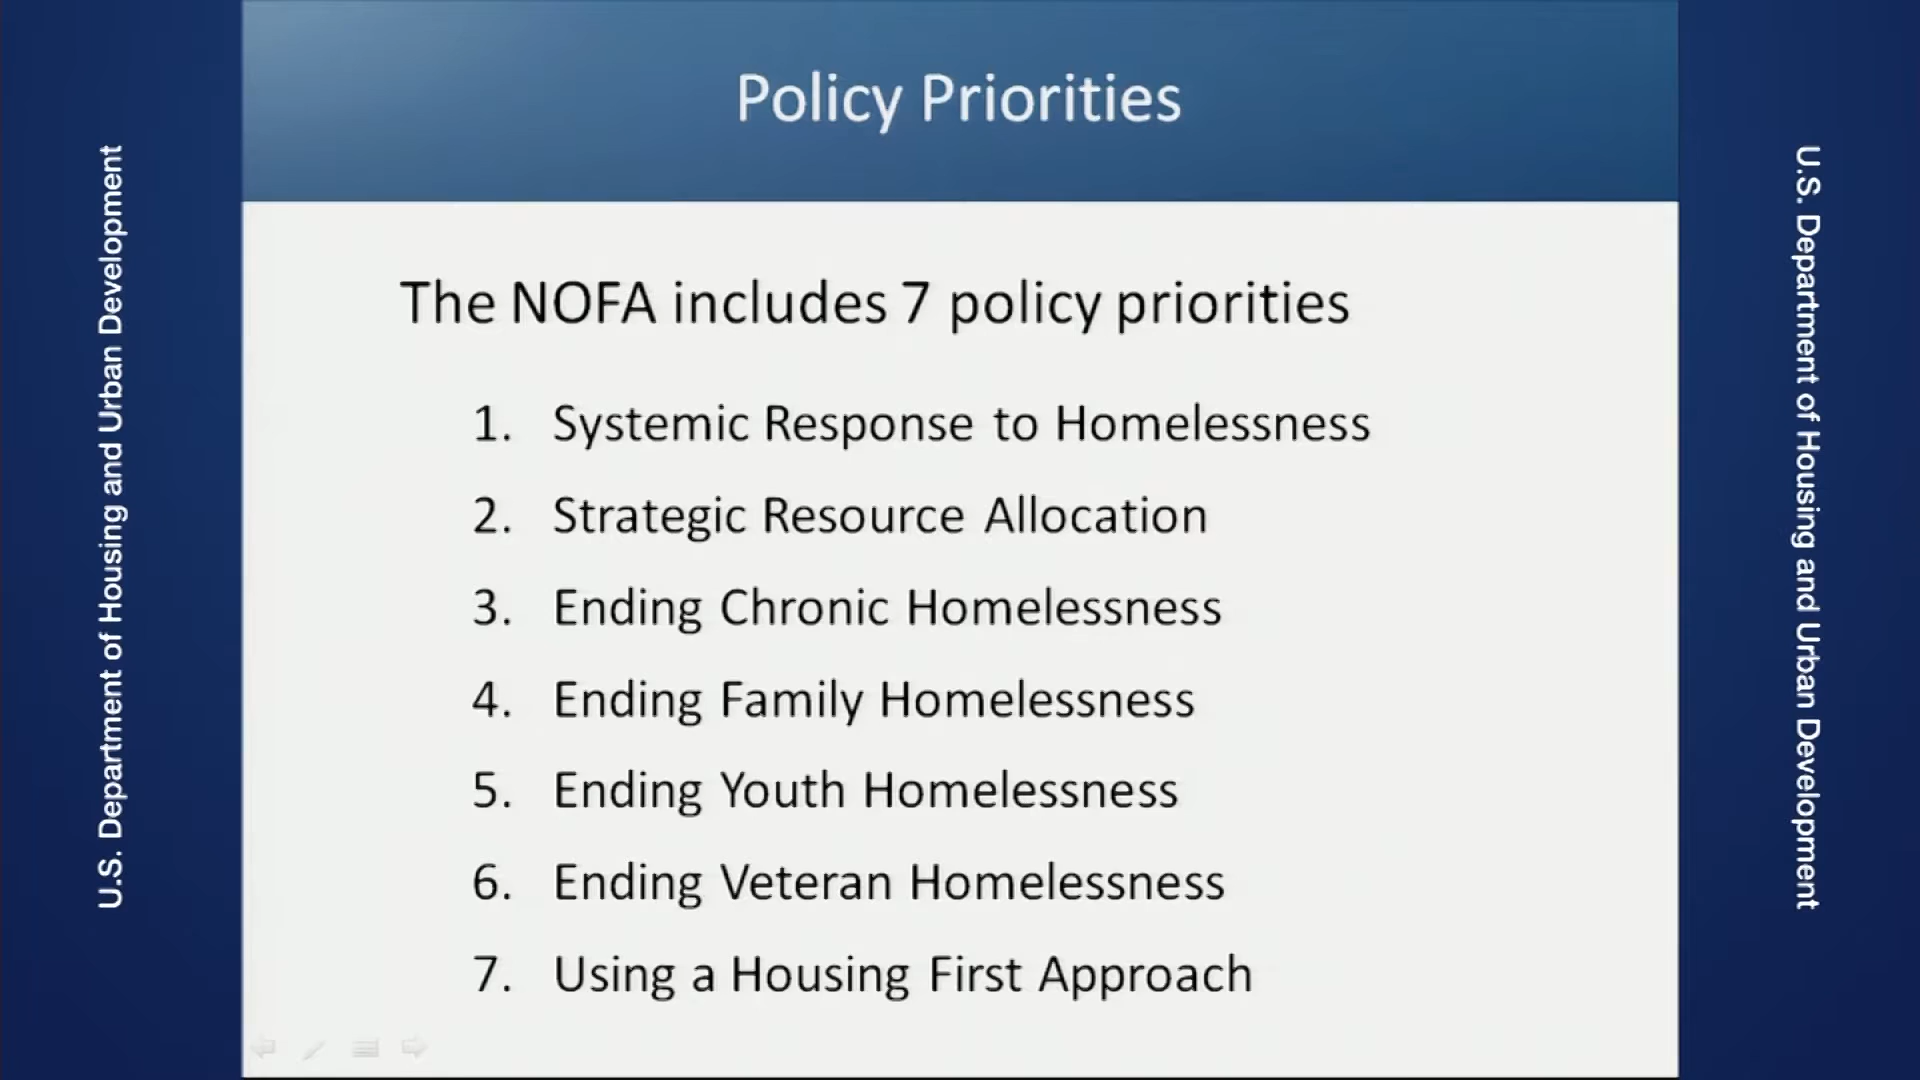 Policy Priorities
The NOFA includes 7 policy priorities
1. Systemic Response to Homelessness
2. Strategic Resource Allocation
3. Ending Chronic Homelessness
4. Ending Family Homelessness
5. Ending Youth Homelessness
6. Ending Veteran Homelessness
7. Using a Housing First Approach
U.S. Department of Housing and Urban Development
U.S. Department of Housing and Urban Development